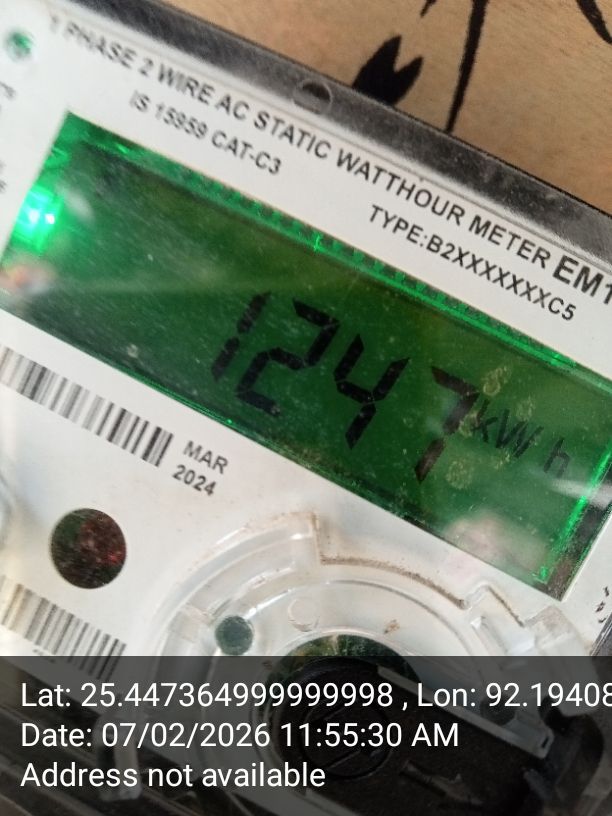 1 PHASE 2 WIRE AC STATIC WATTHOUR METER EM1
IS 15959 CAT-C3
TYPE:B2XXXXXXXC5
1247 kWh
MAR
2024
Lat: 25.447364999999998 , Lon: 92.19408
Date: 07/02/2026 11:55:30 AM
Address not available